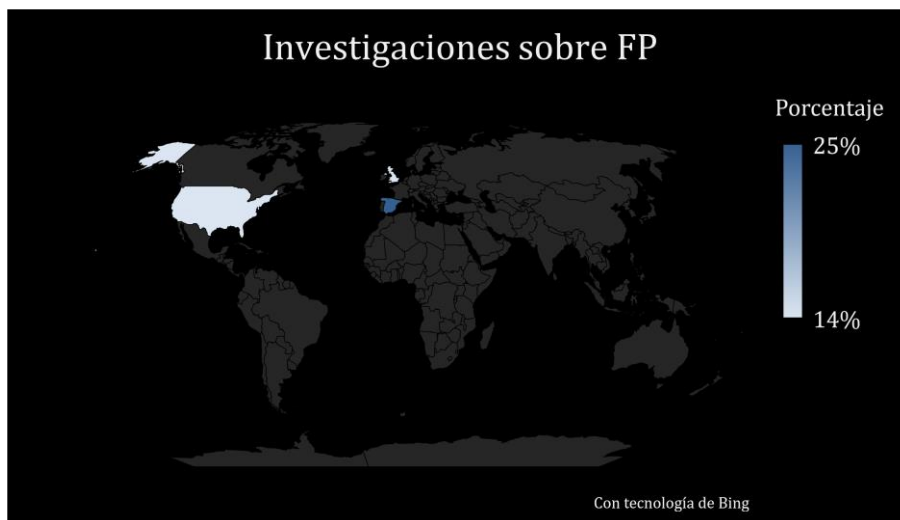 Investigaciones sobre FP
Porcentaje
25%
14%
Con tecnología de Bing